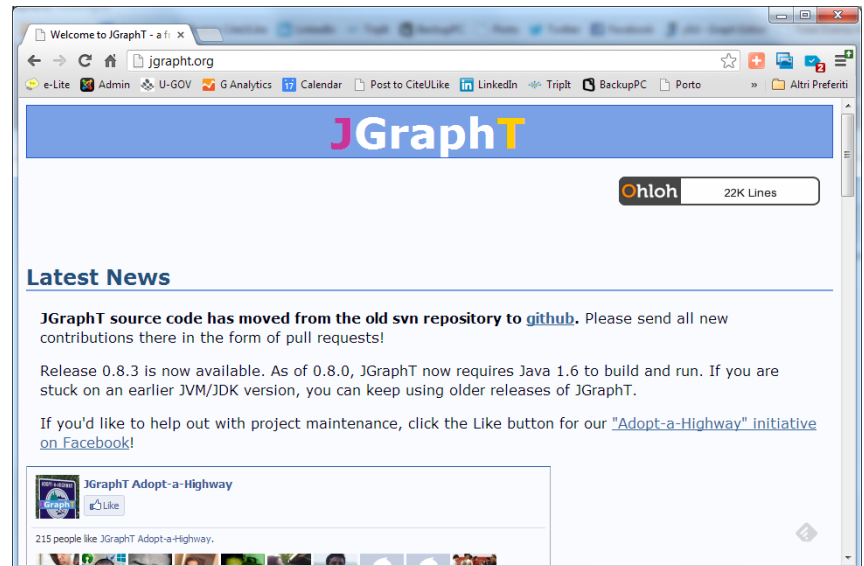 Welcome to JGraphT - a fr
jgrapht.org
e-Lite Admin U-GOV G Analytics 17 Calendar Post to CiteULike LinkedIn TripIt BackupPC Porto » Altri Preferiti
JGraphT
Ohloh 22K Lines
Latest News
JGraphT source code has moved from the old svn repository to github. Please send all new
contributions there in the form of pull requests!
Release 0.8.3 is now available. As of 0.8.0, JGraphT now requires Java 1.6 to build and run. If you are
stuck on an earlier JVM/JDK version, you can keep using older releases of JGraphT.
If you'd like to help out with project maintenance, click the Like button for our "Adopt-a-Highway" initiative
on Facebook!
JGraphT Adopt-a-Highway
Like
215 people like JGraphT Adopt-a-Highway.